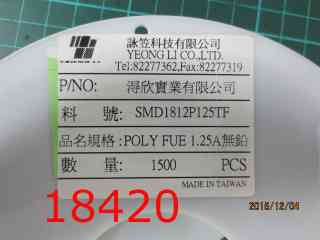 詠笠科技有限公司
YEONG LI CO.,LTD.
Tel:82277362,Fax:82277319
P/NO: 淂欣實業有限公司
料 號: SMD1812P125TF
品名規格:POLY FUE 1.25A無鉛
數 量: 1500 PCS
MADE IN TAIWAN
18420
2015/12/04